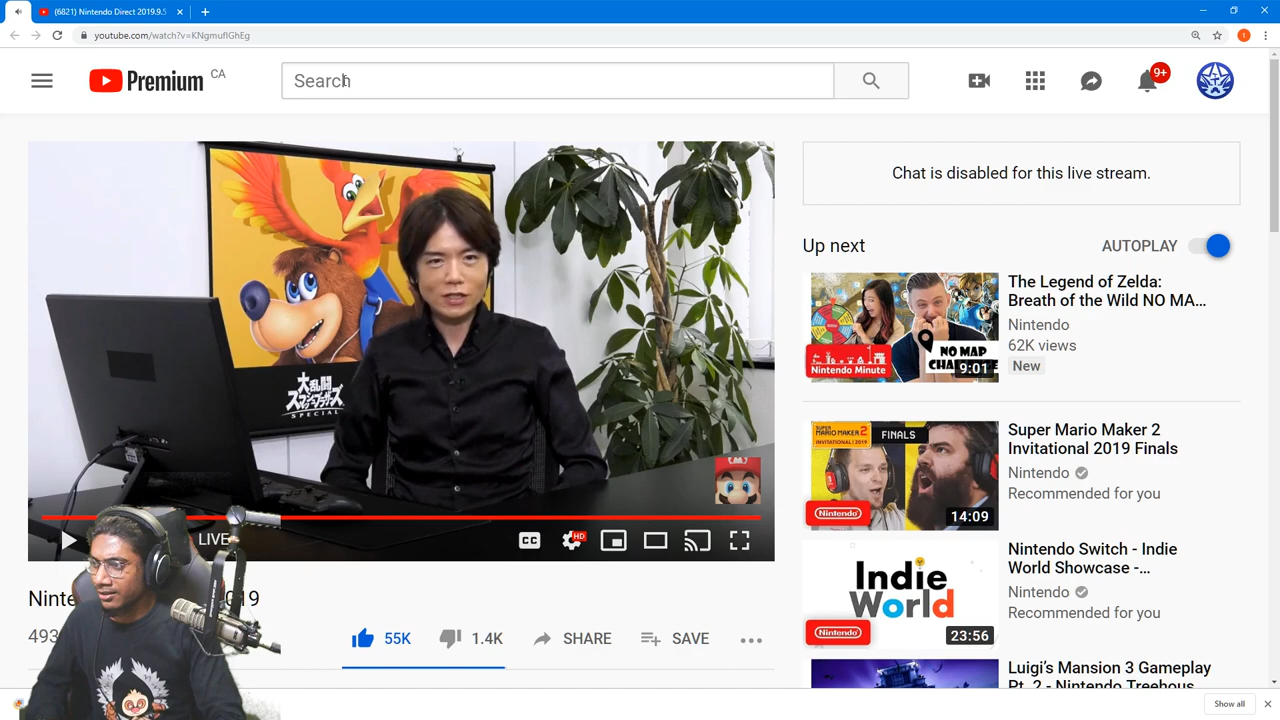 (6821) Nintendo Direct 2019.9.5
youtube.com/watch?v=KNgmuflGhEg
Premium CA
Search
9+
Chat is disabled for this live stream.
Up next
AUTOPLAY
The Legend of Zelda:
Breath of the Wild NO MA...
Nintendo
62K views
New
NO MAP
Nintendo Minute
9:01
Super Mario Maker 2
Invitational 2019 Finals
Nintendo
Recommended for you
FINALS
Nintendo
14:09
Nintendo Switch - Indie
World Showcase -...
Nintendo
Recommended for you
Indie
World
Nintendo
23:56
Luigi's Mansion 3 Gameplay
Pt. 2 - Nintendo Treehouse
大乱闘
スマッシュブラザーズ
SPECIAL
LIVE
CC
HD
55K
1.4K
SHARE
SAVE
Show all